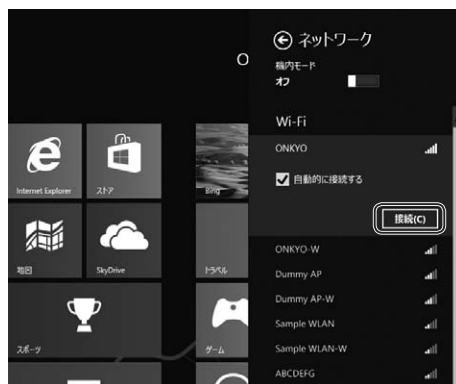 ネットワーク
機内モード
オフ
Wi-Fi
ONKYO
自動的に接続する
接続(C)
ONKYO-W
Dummy AP
Dummy AP-W
Sample WLAN
Sample WLAN-W
ABCDEFG
Internet Explorer
ストア
Bing
地図
SkyDrive
トラベル
スポーツ
ゲーム